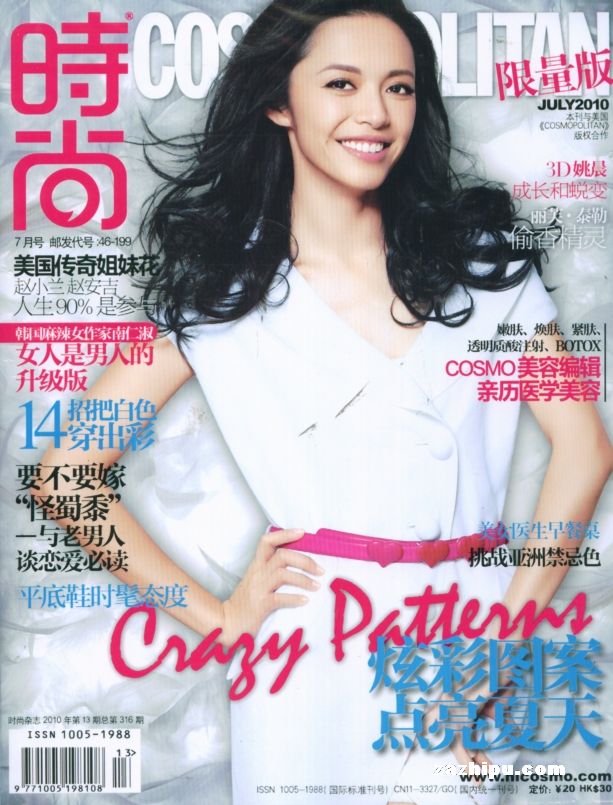 時尚®
COSMOPOLITAN
限量版
JULY2010
本刊与美国
《COSMOPOLITAN》
版权合作
7月号 邮发代号:46-199
美国传奇姐妹花
赵小兰 赵安吉
人生90%是参与
韩国麻辣女作家南仁淑
女人是男人的
升级版
14招把白色
穿出彩
要不要嫁
“怪蜀黍”
—与老男人
谈恋爱必读
平底鞋时髦态度
3D姚晨
成长和蜕变
丽芙·泰勒
偷香精灵
嫩肤、焕肤、紧肤、
透明质酸注射、BOTOX
COSMO美容编辑
亲历医学美容
美女医生早餐桌
挑战亚洲禁忌色
Crazy Patterns
炫彩图案
点亮夏天
时尚杂志 2010年第13期总第316期
ISSN 1005-1988
13>
9 771005 198108
zazhipu.com
www.hicosmo.com
ISSN 1005-1988(国际标准刊号) CN11-3327/GO(国内统一刊号) 定价:¥20 HK$30